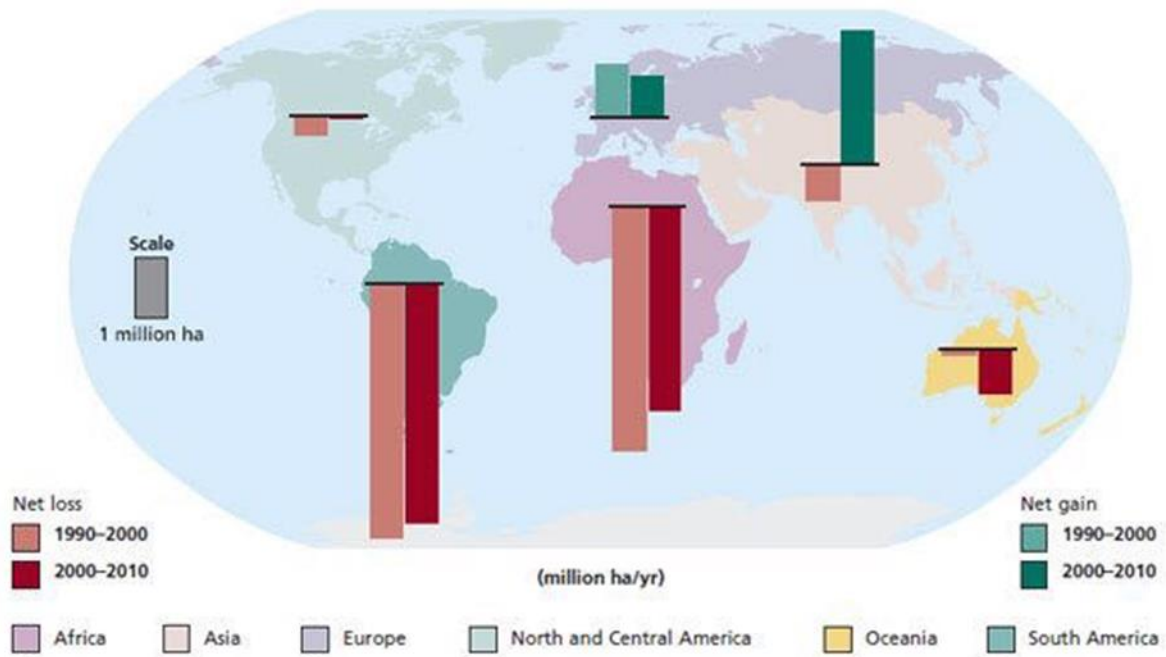 Scale
1 million ha
Net loss
1990–2000
2000–2010
(million ha/yr)
Net gain
1990–2000
2000–2010
Africa
Asia
Europe
North and Central America
Oceania
South America